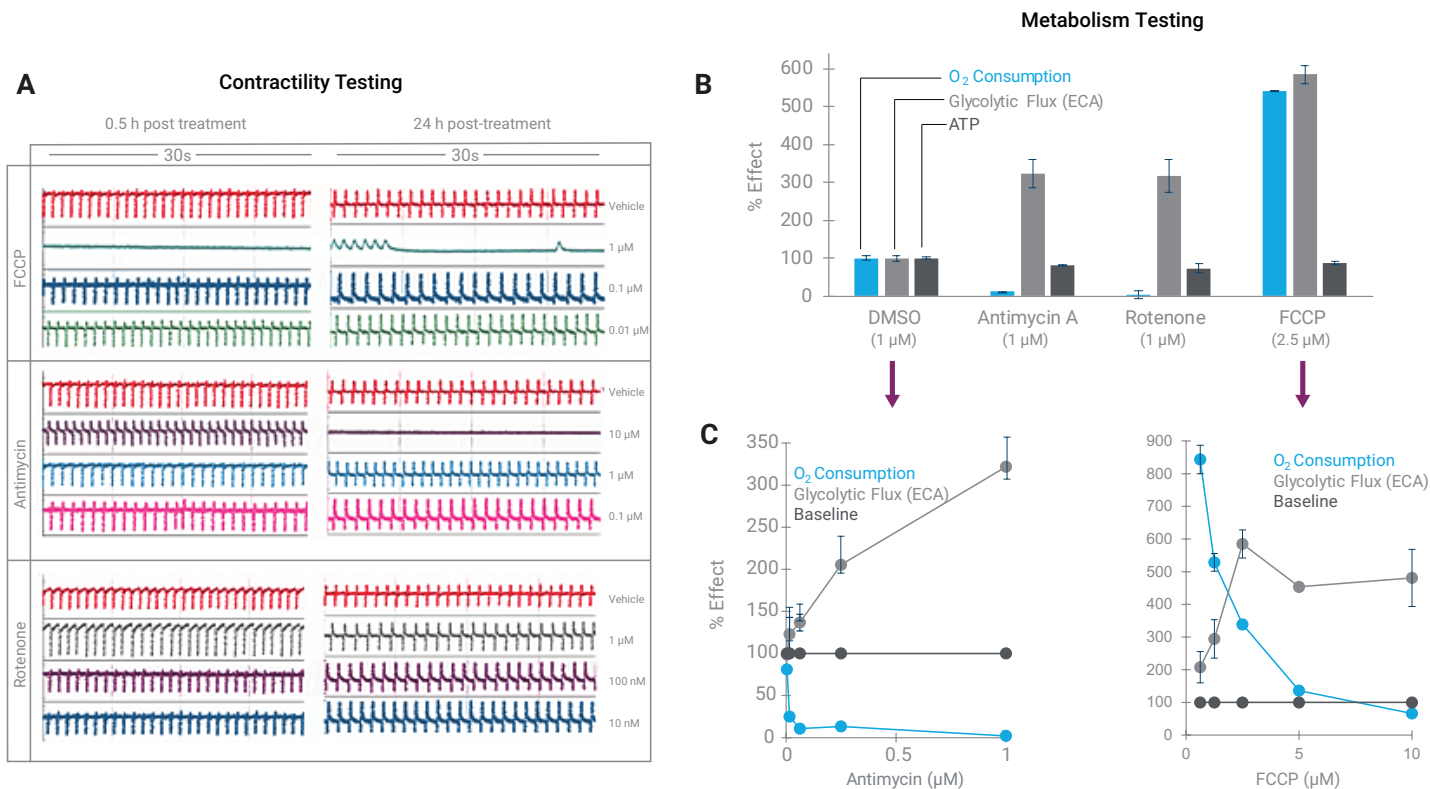 A
Contractility Testing
0.5 h post treatment
24 h post-treatment
30s
30s
FCCP
Vehicle
1 µM
0.1 µM
0.01 µM
Antimycin
Vehicle
10 µM
1 µM
0.1 µM
Rotenone
Vehicle
1 µM
100 nM
10 nM
Metabolism Testing
B
% Effect
600
500
400
300
200
100
0
O2 Consumption
Glycolytic Flux (ECA)
ATP
DMSO
(1 µM)
Antimycin A
(1 µM)
Rotenone
(1 µM)
FCCP
(2.5 µM)
C
% Effect
350
300
250
200
150
100
50
0
O2 Consumption
Glycolytic Flux (ECA)
Baseline
0
0.5
1
Antimycin (µM)
900
800
700
600
500
400
300
200
100
0
O2 Consumption
Glycolytic Flux (ECA)
Baseline
0
5
10
FCCP (µM)